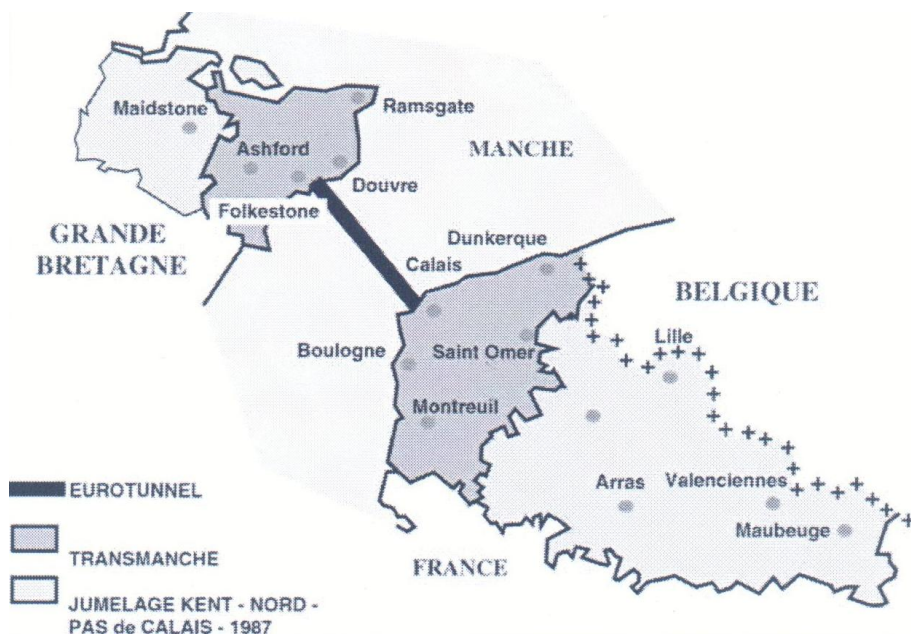 Maidstone
Ramsgate
Ashford
MANCHE
Douvre
Folkestone
GRANDE
BRETAGNE
Dunkerque
Calais
BELGIQUE
Lille
Boulogne
Saint Omer
Montreuil
Arras
Valenciennes
Maubeuge
FRANCE
EUROTUNNEL
TRANSMANCHE
JUMELAGE KENT - NORD -
PAS de CALAIS - 1987